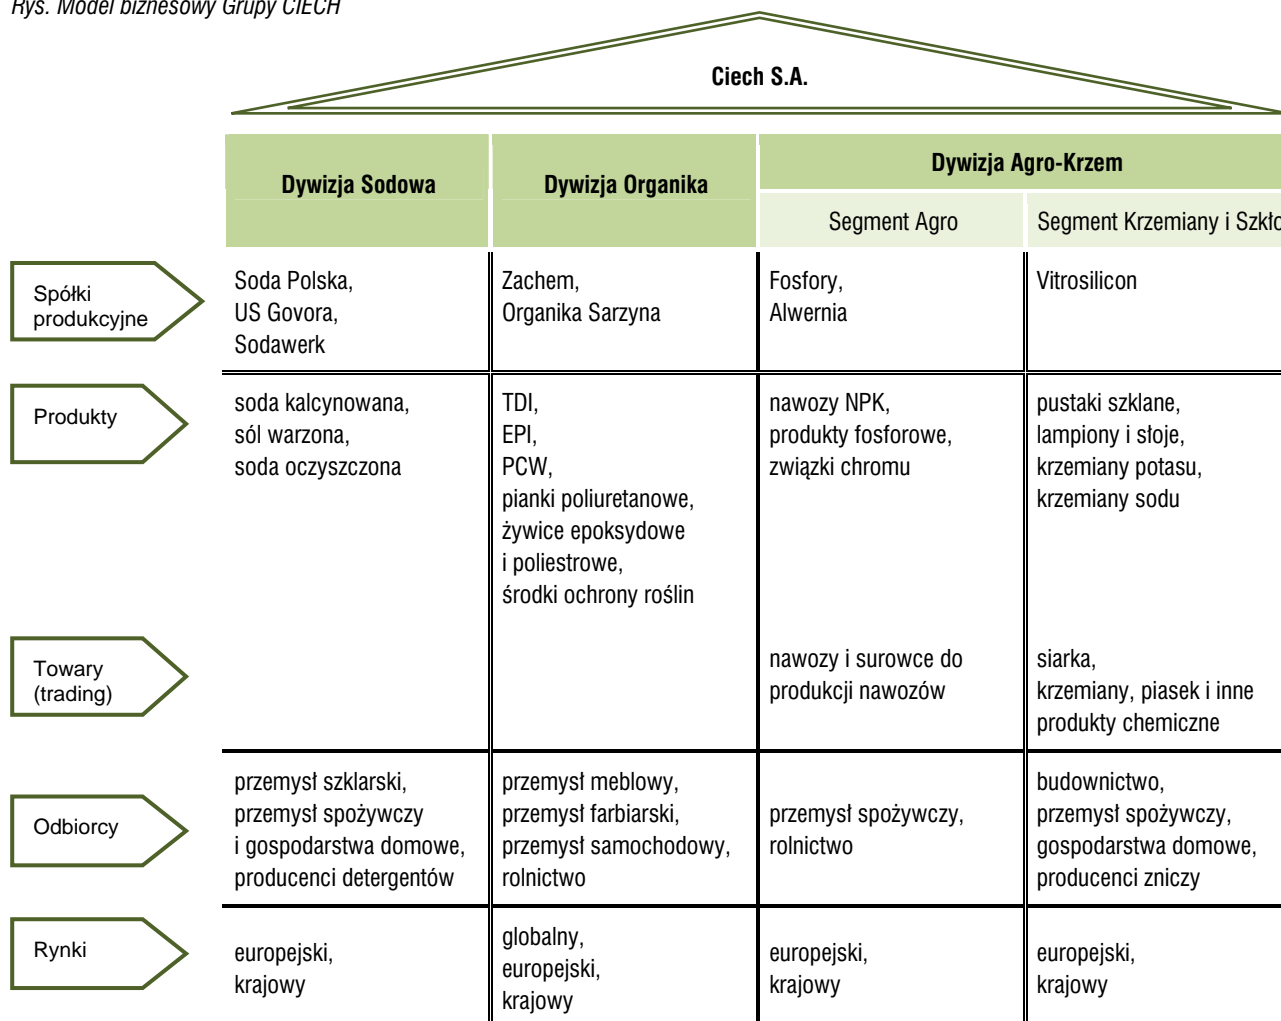 Rys. Model biznesowy Grupy CIECH
Ciech S.A.
Dywizja Sodowa
Dywizja Organika
Dywizja Agro-Krzem
Segment Agro
Segment Krzemiany i Szkło
Spółki
produkcyjne
Soda Polska,
US Govora,
Sodawerk
Zachem,
Organika Sarzyna
Fosfory,
Alwernia
Vitrosilicon
Produkty
soda kalcynowana,
sól warzona,
soda oczyszczona
TDI,
EPI,
PCW,
pianki poliuretanowe,
żywice epoksydowe
i poliestrowe,
środki ochrony roślin
nawozy NPK,
produkty fosforowe,
związki chromu
pustaki szklane,
lampiony i słoje,
krzemiany potasu,
krzemiany sodu
Towary
(trading)
nawozy i surowce do
produkcji nawozów
siarka,
krzemiany, piasek i inne
produkty chemiczne
Odbiorcy
przemysł szklarski,
przemysł spożywczy
i gospodarstwa domowe,
producenci detergentów
przemysł meblowy,
przemysł farbiarski,
przemysł samochodowy,
rolnictwo
przemysł spożywczy,
rolnictwo
budownictwo,
przemysł spożywczy,
gospodarstwa domowe,
producenci zniczy
Rynki
europejski,
krajowy
globalny,
europejski,
krajowy
europejski,
krajowy
europejski,
krajowy